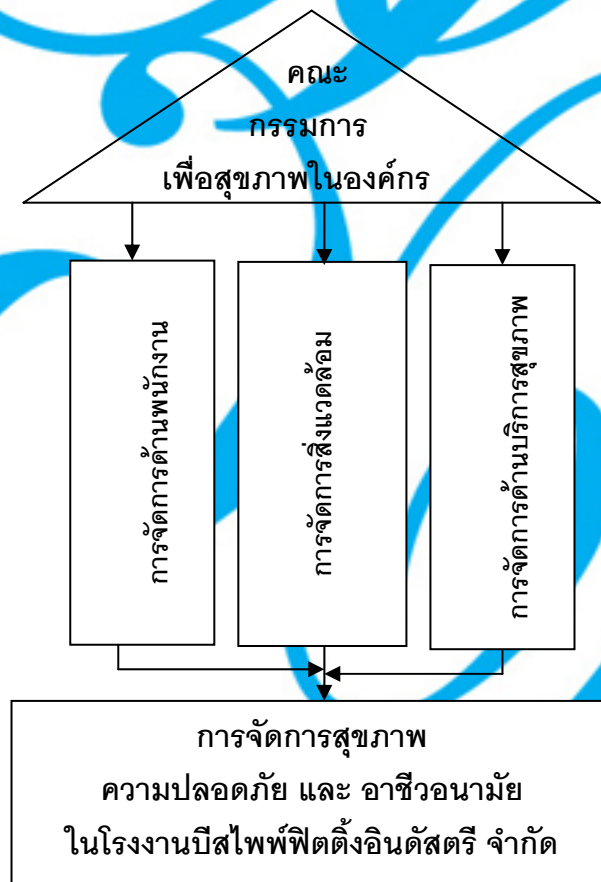 คณะ
กรรมการ
เพื่อสุขภาพในองค์กร
การจัดการด้านพนักงาน
การจัดการสิ่งแวดล้อม
การจัดการด้านบริการสุขภาพ
การจัดการสุขภาพ
ความปลอดภัย และ อาชีวอนามัย
ในโรงงานบีสไพพ์ฟิตติ้งอินดัสตรี จำกัด